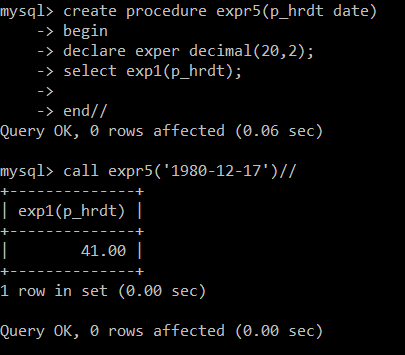 mysql> create procedure expr5(p_hrdt date)
    -> begin
    -> declare exper decimal(20,2);
    -> select exp1(p_hrdt);
    ->
    -> end//
Query OK, 0 rows affected (0.06 sec)

mysql> call expr5('1980-12-17')//
+--------------+
| exp1(p_hrdt) |
+--------------+
|        41.00 |
+--------------+
1 row in set (0.00 sec)

Query OK, 0 rows affected (0.00 sec)